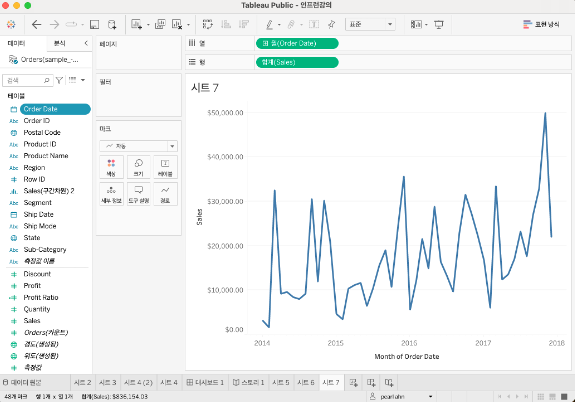 Tableau Public - 인프런강의
표준
표현 방식
데이터
분석
Orders(sample_-r...
검색
테이블
Order Date
Abc Order ID
Postal Code
Abc Product ID
Abc Product Name
Abc Region
Row ID
Sales(구간차원) 2
Abc Segment
Ship Date
Abc Ship Mode
State
Abc Sub-Category
Abc 측정값 이름
Discount
Profit
Profit Ratio
Quantity
Sales
Orders(카운트)
경도(생성됨)
위도(생성됨)
측정값
페이지
필터
마크
자동
색상
크기
레이블
세부 정보
도구 설명
경로
열
월(Order Date)
행
합계(Sales)
시트 7
$50,000.00
$40,000.00
$30,000.00
$20,000.00
$10,000.00
$0.00
Sales
2014
2015
2016
2017
2018
Month of Order Date
데이터 원본
시트 2
시트 3
시트 4 (2)
시트 4
대시보드 1
스토리 1
시트 5
시트 6
시트 7
48개 마크
행 1개 x 열 1개
합계(Sales): $836,154.03
pearl ahn